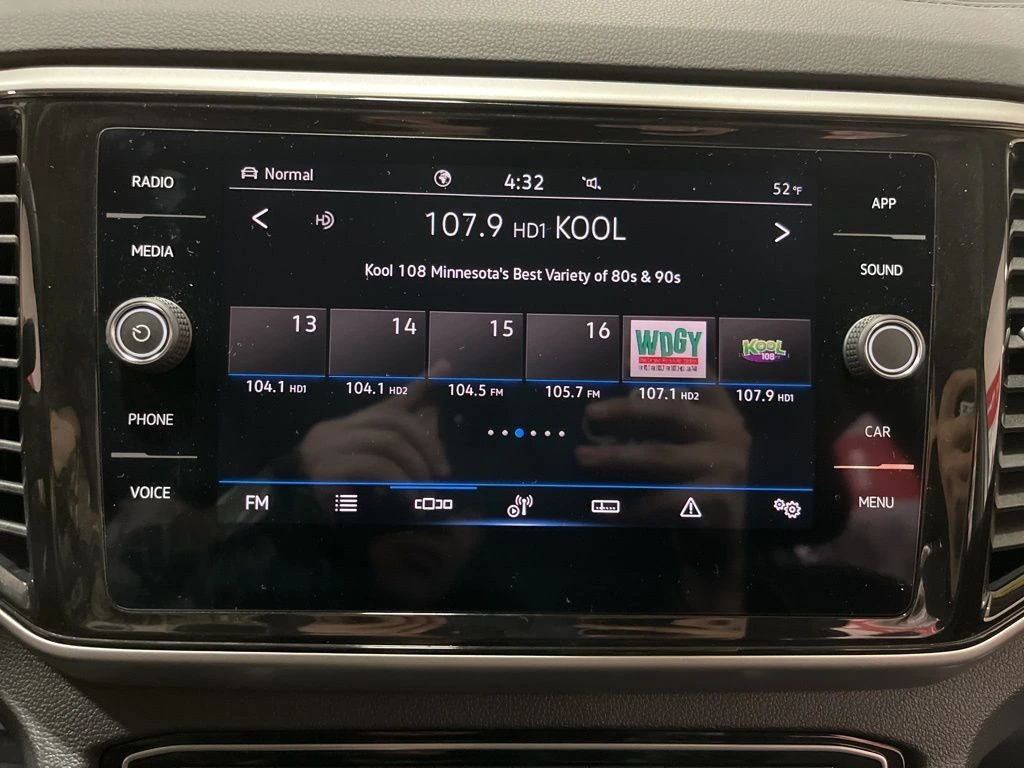 RADIO
MEDIA
PHONE
VOICE
Normal
4:32
52°F
HD
107.9 HD1 KOOL
Kool 108 Minnesota's Best Variety of 80s & 90s
13
14
15
16
WDGY
KOOL
108
104.1 HD1
104.1 HD2
104.5 FM
105.7 FM
107.1 HD2
107.9 HD1
FM
APP
SOUND
CAR
MENU